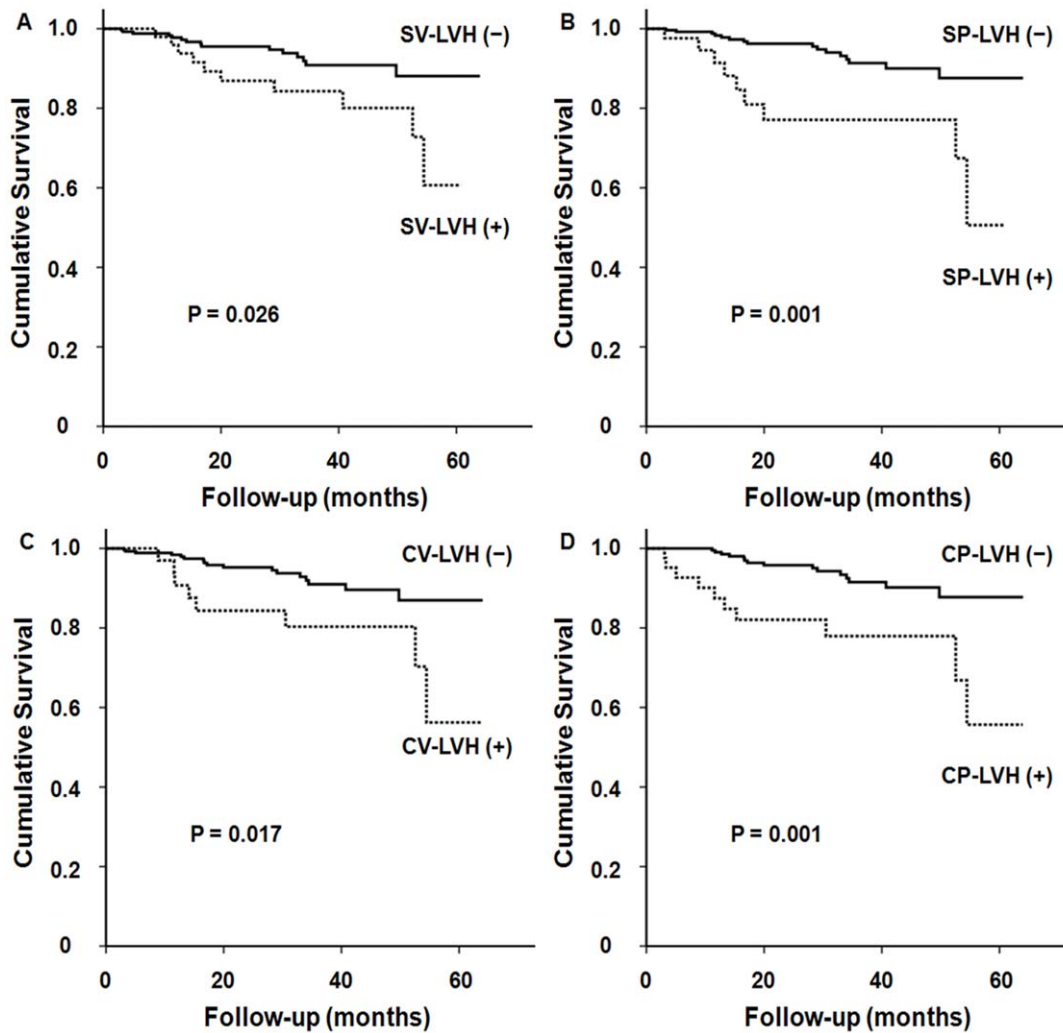 A
SV-LVH (−)
SV-LVH (+)
P = 0.026
Cumulative Survival
1.0
0.8
0.6
0.4
0.2
0
0 20 40 60
Follow-up (months)
B
SP-LVH (−)
SP-LVH (+)
P = 0.001
Cumulative Survival
1.0
0.8
0.6
0.4
0.2
0
0 20 40 60
Follow-up (months)
C
CV-LVH (−)
CV-LVH (+)
P = 0.017
Cumulative Survival
1.0
0.8
0.6
0.4
0.2
0
0 20 40 60
Follow-up (months)
D
CP-LVH (−)
CP-LVH (+)
P = 0.001
Cumulative Survival
1.0
0.8
0.6
0.4
0.2
0
0 20 40 60
Follow-up (months)